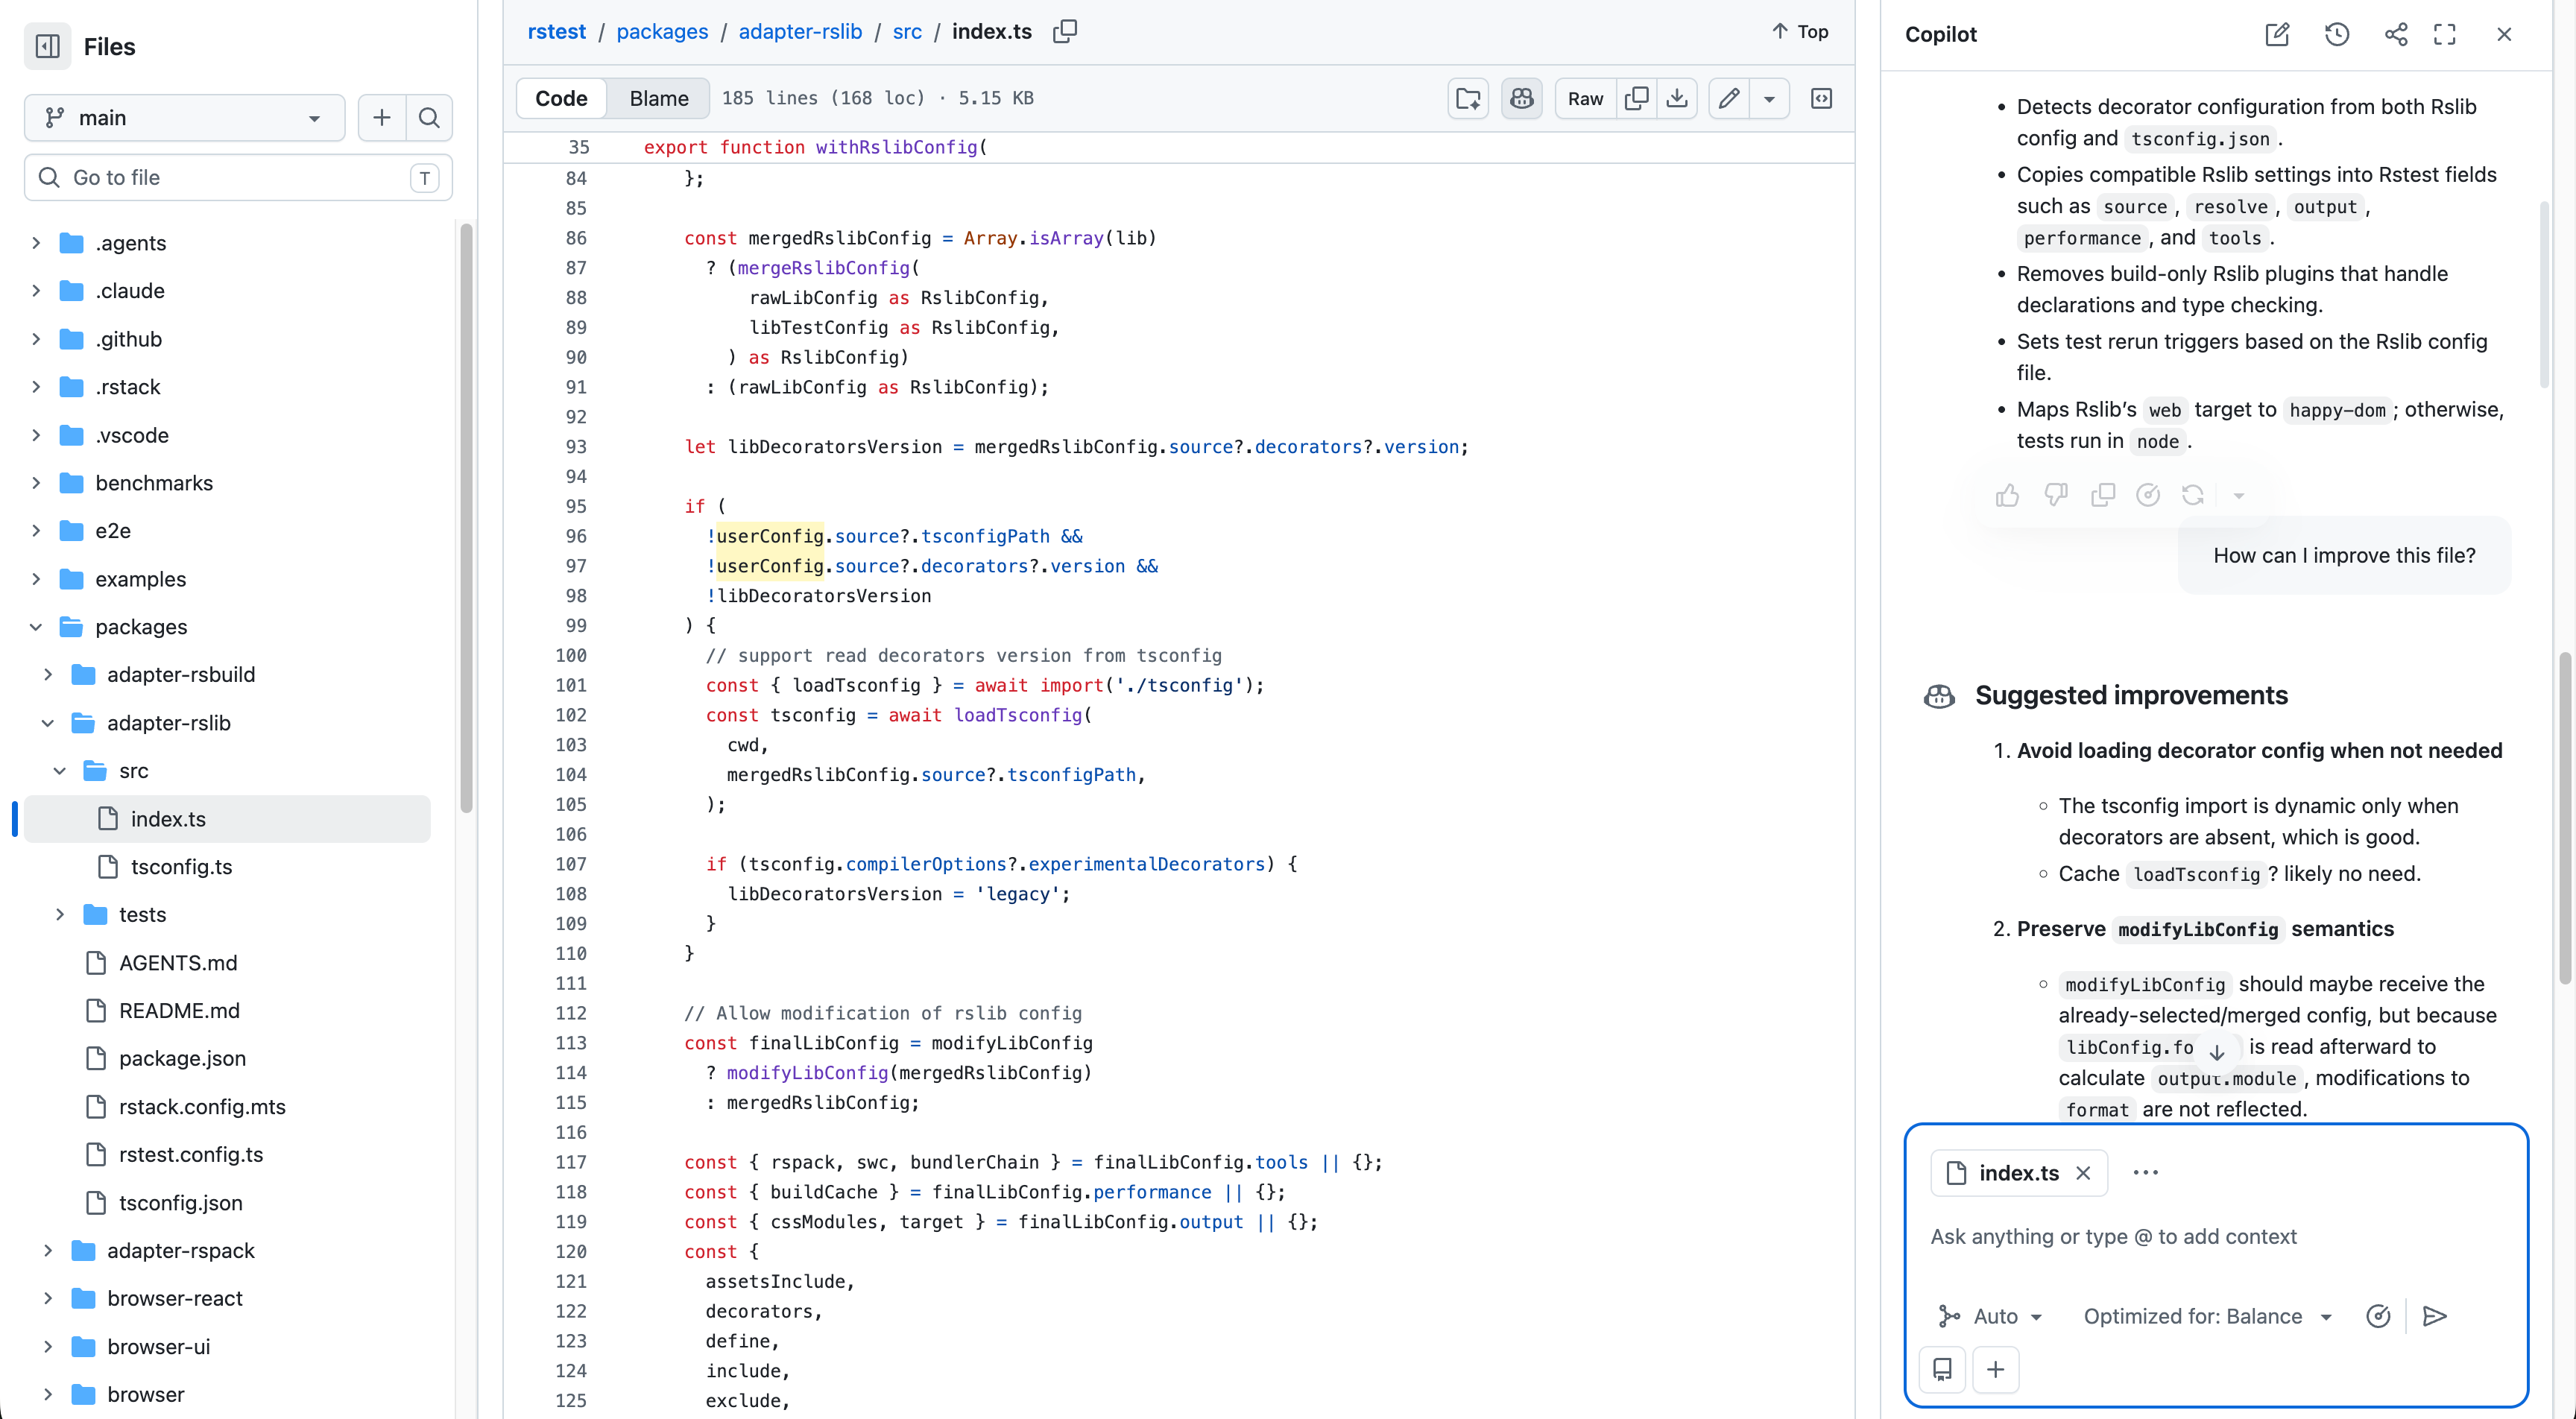 Files
main
Go to file
T
.agents
.claude
.github
.rstack
.vscode
benchmarks
e2e
examples
packages
adapter-rsbuild
adapter-rslib
src
index.ts
tsconfig.ts
tests
AGENTS.md
README.md
package.json
rstack.config.mts
rstest.config.ts
tsconfig.json
adapter-rspack
browser-react
browser-ui
browser
rstest / packages / adapter-rslib / src / index.ts
Top
Code Blame 185 lines (168 loc) · 5.15 KB
Raw
35 export function withRslibConfig(
84 };
85
86 const mergedRslibConfig = Array.isArray(lib)
87 ? (mergeRslibConfig(
88 rawLibConfig as RslibConfig,
89 libTestConfig as RslibConfig,
90 ) as RslibConfig)
91 : (rawLibConfig as RslibConfig);
92
93 let libDecoratorsVersion = mergedRslibConfig.source?.decorators?.version;
94
95 if (
96 !userConfig.source?.tsconfigPath &&
97 !userConfig.source?.decorators?.version &&
98 !libDecoratorsVersion
99 ) {
100 // support read decorators version from tsconfig
101 const { loadTsconfig } = await import('./tsconfig');
102 const tsconfig = await loadTsconfig(
103 cwd,
104 mergedRslibConfig.source?.tsconfigPath,
105 );
106
107 if (tsconfig.compilerOptions?.experimentalDecorators) {
108 libDecoratorsVersion = 'legacy';
109 }
110 }
111
112 // Allow modification of rslib config
113 const finalLibConfig = modifyLibConfig
114 ? modifyLibConfig(mergedRslibConfig)
115 : mergedRslibConfig;
116
117 const { rspack, swc, bundlerChain } = finalLibConfig.tools || {};
118 const { buildCache } = finalLibConfig.performance || {};
119 const { cssModules, target } = finalLibConfig.output || {};
120 const {
121 assetsInclude,
122 decorators,
123 define,
124 include,
125 exclude,
Copilot
• Detects decorator configuration from both Rslib
config and tsconfig.json.
• Copies compatible Rslib settings into Rstest fields
such as source, resolve, output,
performance, and tools.
• Removes build-only Rslib plugins that handle
declarations and type checking.
• Sets test rerun triggers based on the Rslib config
file.
• Maps Rslib’s web target to happy-dom; otherwise,
tests run in node.
How can I improve this file?
Suggested improvements
1. Avoid loading decorator config when not needed
The tsconfig import is dynamic only when
decorators are absent, which is good.
Cache loadTsconfig? likely no need.
2. Preserve modifyLibConfig semantics
modifyLibConfig should maybe receive the
already-selected/merged config, but because
libConfig.fo is read afterward to
calculate output.module, modifications to
format are not reflected.
index.ts
Ask anything or type @ to add context
Auto
Optimized for: Balance